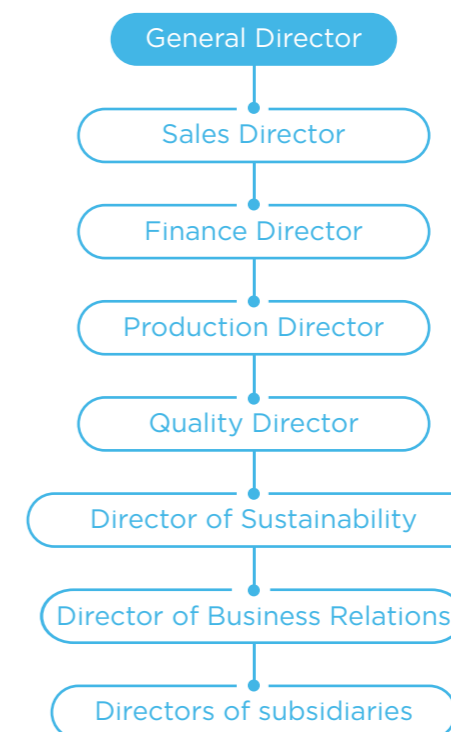 General Director
Sales Director
Finance Director
Production Director
Quality Director
Director of Sustainability
Director of Business Relations
Directors of subsidiaries